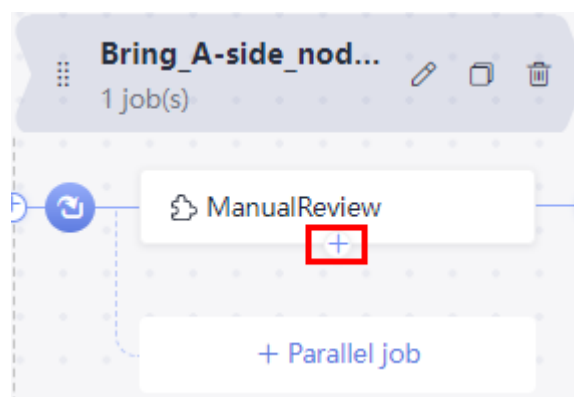 Bring_A-side_nod...
1 job(s)
ManualReview
+
+ Parallel job